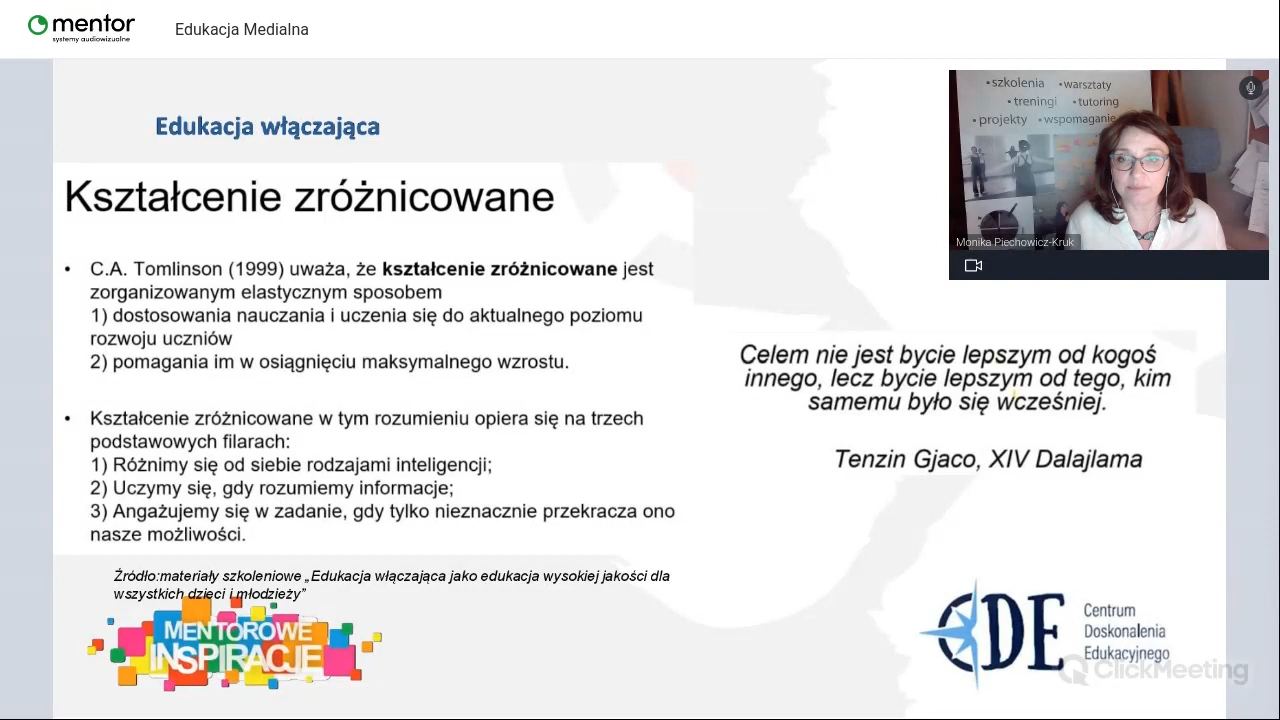 mentor
systemy audiowizualne
Edukacja Medialna
Edukacja włączająca
Kształcenie zróżnicowane
• C.A. Tomlinson (1999) uważa, że kształcenie zróżnicowane jest
zorganizowanym elastycznym sposobem
1) dostosowania nauczania i uczenia się do aktualnego poziomu
rozwoju uczniów
2) pomagania im w osiągnięciu maksymalnego wzrostu.
• Kształcenie zróżnicowane w tym rozumieniu opiera się na trzech
podstawowych filarach:
1) Różnimy się od siebie rodzajami inteligencji;
2) Uczymy się, gdy rozumiemy informacje;
3) Angażujemy się w zadanie, gdy tylko nieznacznie przekracza ono
nasze możliwości.
Źródło:materiały szkoleniowe „Edukacja włączająca jako edukacja wysokiej jakości dla
wszystkich dzieci i młodzieży”
MENTOROWE
INSPIRACJE
•szkolenia •warsztaty
•treningi •tutoring
•projekty •wspomaganie
Monika Piechowicz-Kruk
Celem nie jest bycie lepszym od kogoś
innego, lecz bycie lepszym od tego, kim
samemu było się wcześniej.
Tenzin Gjaco, XIV Dalajlama
CDE
Centrum
Doskonalenia
Edukacyjnego
ClickMeeting